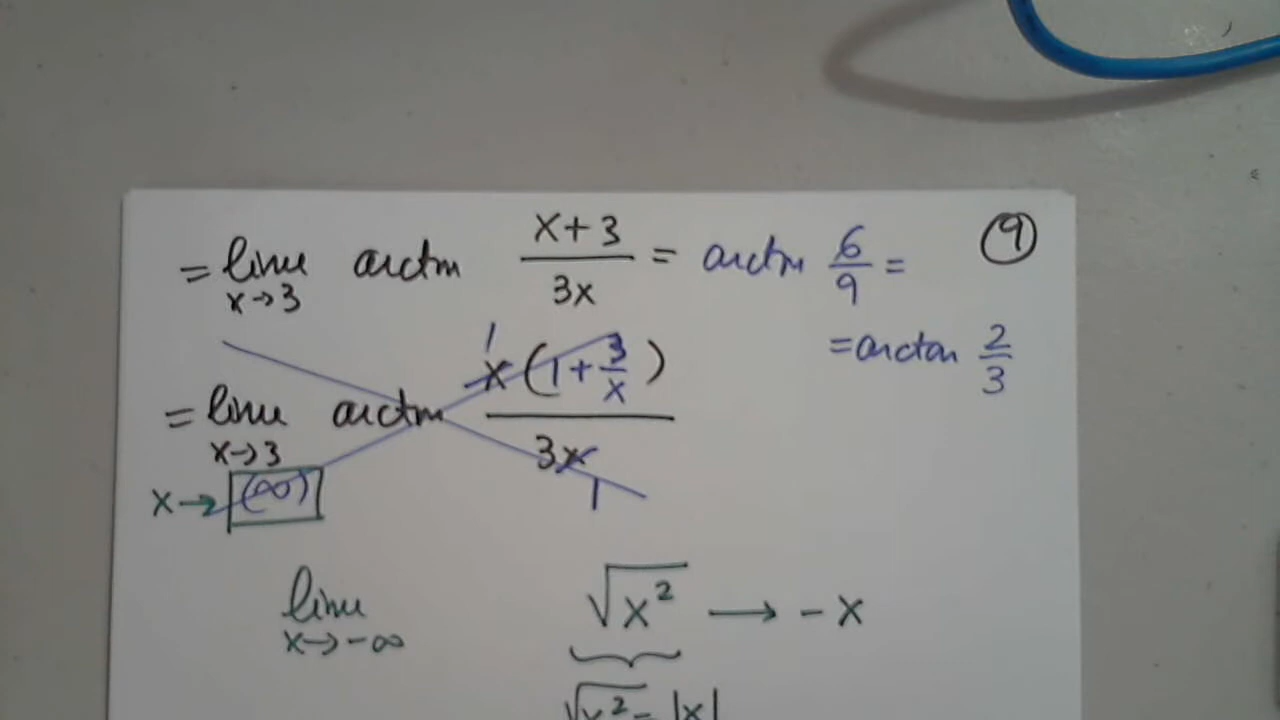 = lim x→3 arctan (x+3)/(3x) = arctan 6/9 =
⑨
= arctan 2/3
= lim x→3 arctan x(1+3/x)/(3x)
1
1
x→ (∞)
lim x→-∞ √x² → -x
√x² = |x|